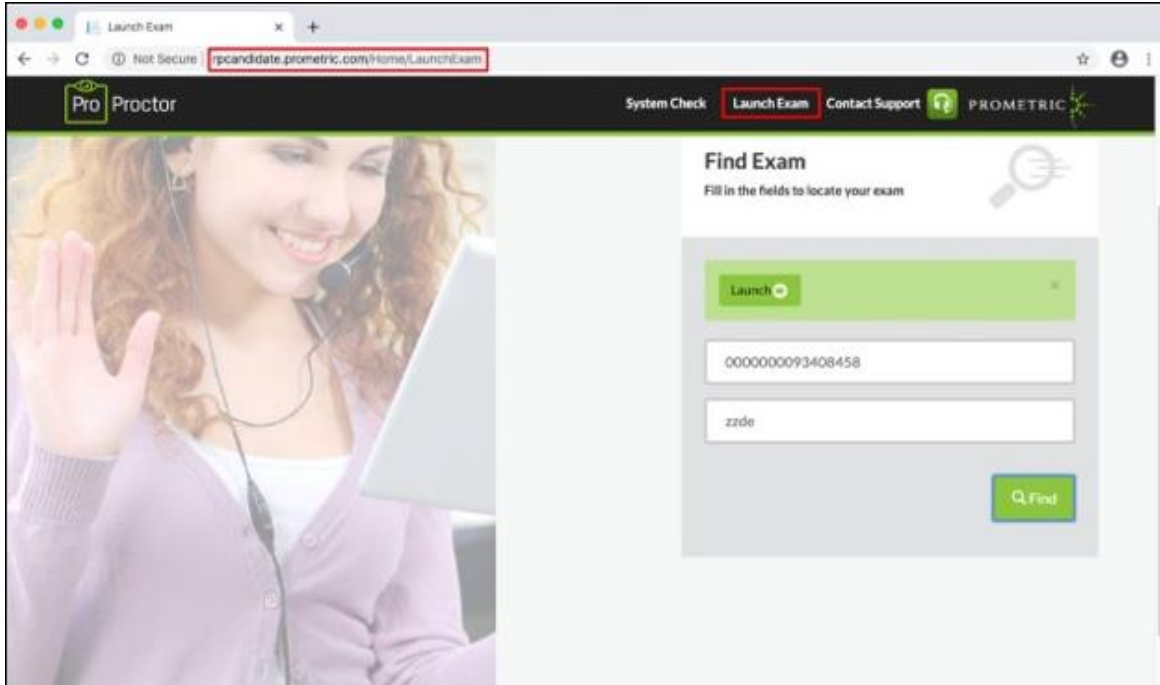 Launch Exam
Not Secure rpcandidate.prometric.com/Home/LaunchExam
Pro Proctor
System Check Launch Exam Contact Support PROMETRIC
Find Exam
Fill in the fields to locate your exam
Launch
0000000093408458
zzde
Find